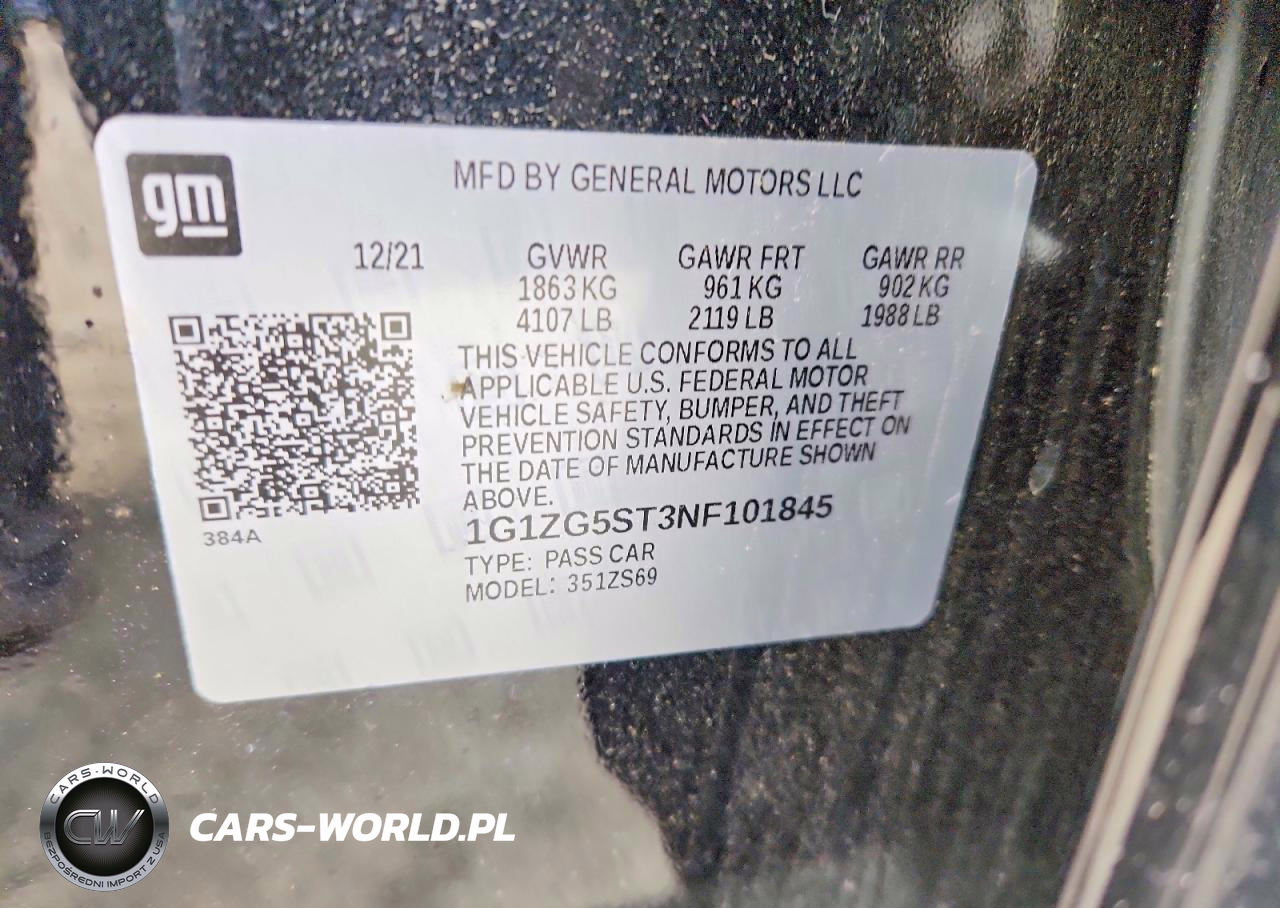 gm
MFD BY GENERAL MOTORS LLC
12/21 GVWR GAWR FRT GAWR RR
1863 KG 961 KG 902 KG
4107 LB 2119 LB 1988 LB
THIS VEHICLE CONFORMS TO ALL
APPLICABLE U.S. FEDERAL MOTOR
VEHICLE SAFETY, BUMPER, AND THEFT
PREVENTION STANDARDS IN EFFECT ON
THE DATE OF MANUFACTURE SHOWN
ABOVE.
384A
1G1ZG5ST3NF101845
TYPE: PASS CAR
MODEL: 351ZS69
CARS-WORLD
CW
BEZPOŚREDNI IMPORT Z USA
CARS-WORLD.PL